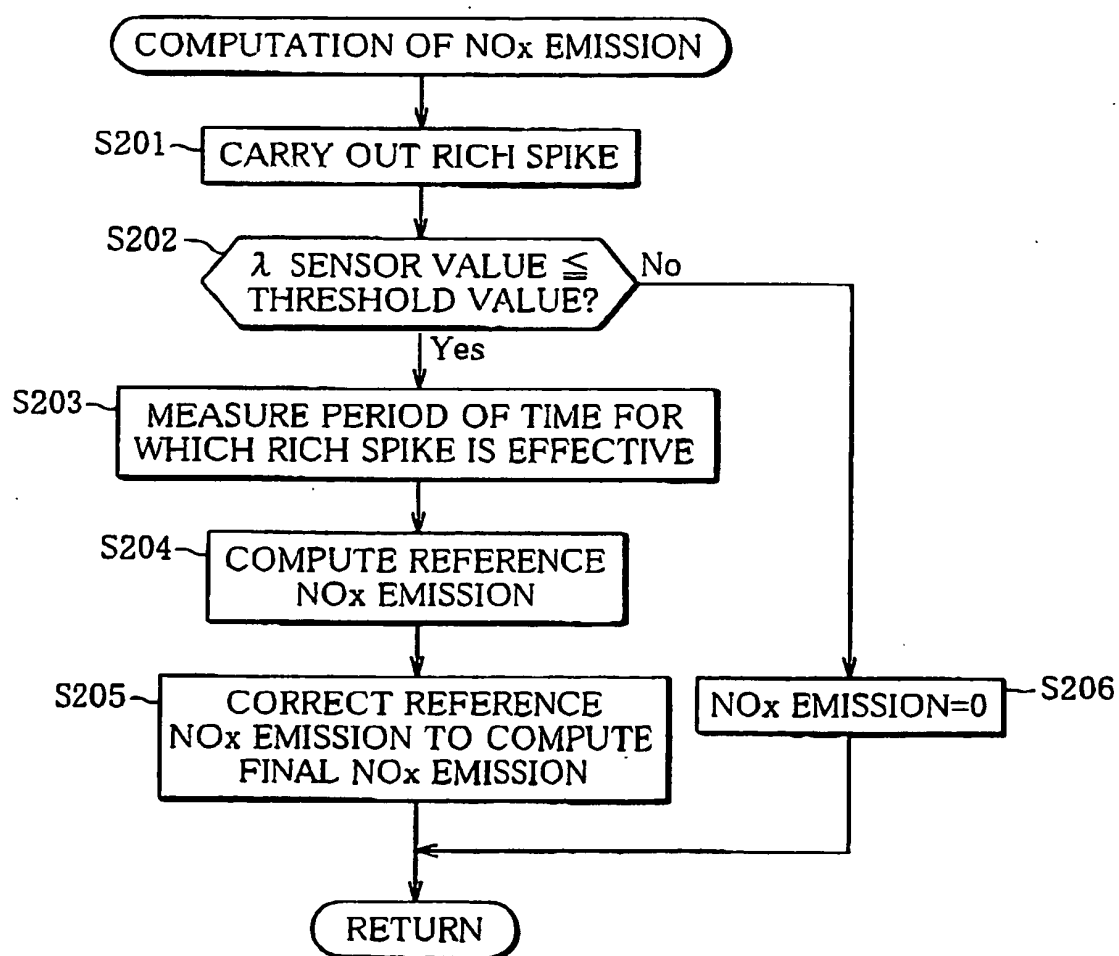 COMPUTATION OF NOx EMISSION
S201
CARRY OUT RICH SPIKE
S202
λ SENSOR VALUE ≦
THRESHOLD VALUE?
No
Yes
S203
MEASURE PERIOD OF TIME FOR
WHICH RICH SPIKE IS EFFECTIVE
S204
COMPUTE REFERENCE
NOx EMISSION
S205
CORRECT REFERENCE
NOx EMISSION TO COMPUTE
FINAL NOx EMISSION
NOx EMISSION=0
S206
RETURN